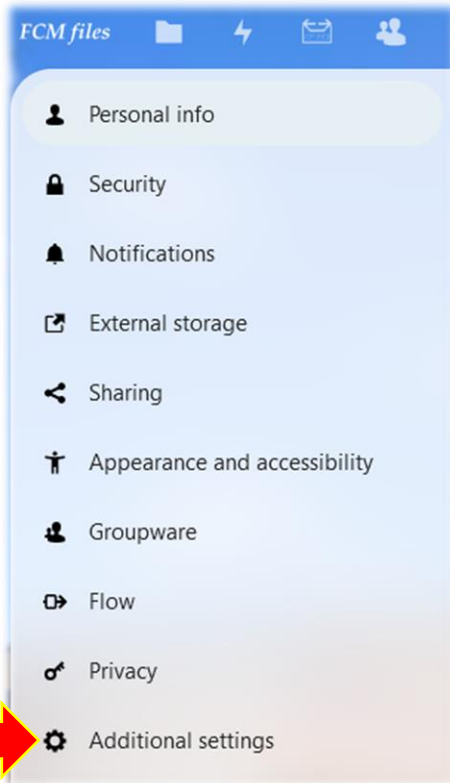 FCM files
Personal info
Security
Notifications
External storage
Sharing
Appearance and accessibility
Groupware
Flow
Privacy
Additional settings